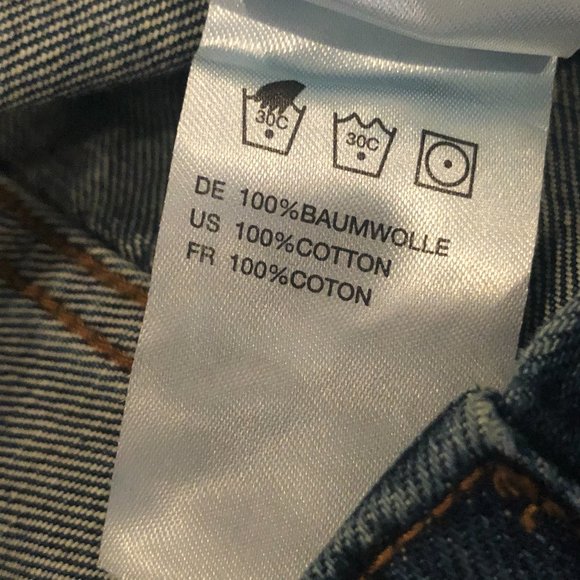 30C 30C
DE 100%BAUMWOLLE
US 100%COTTON
FR 100%COTON